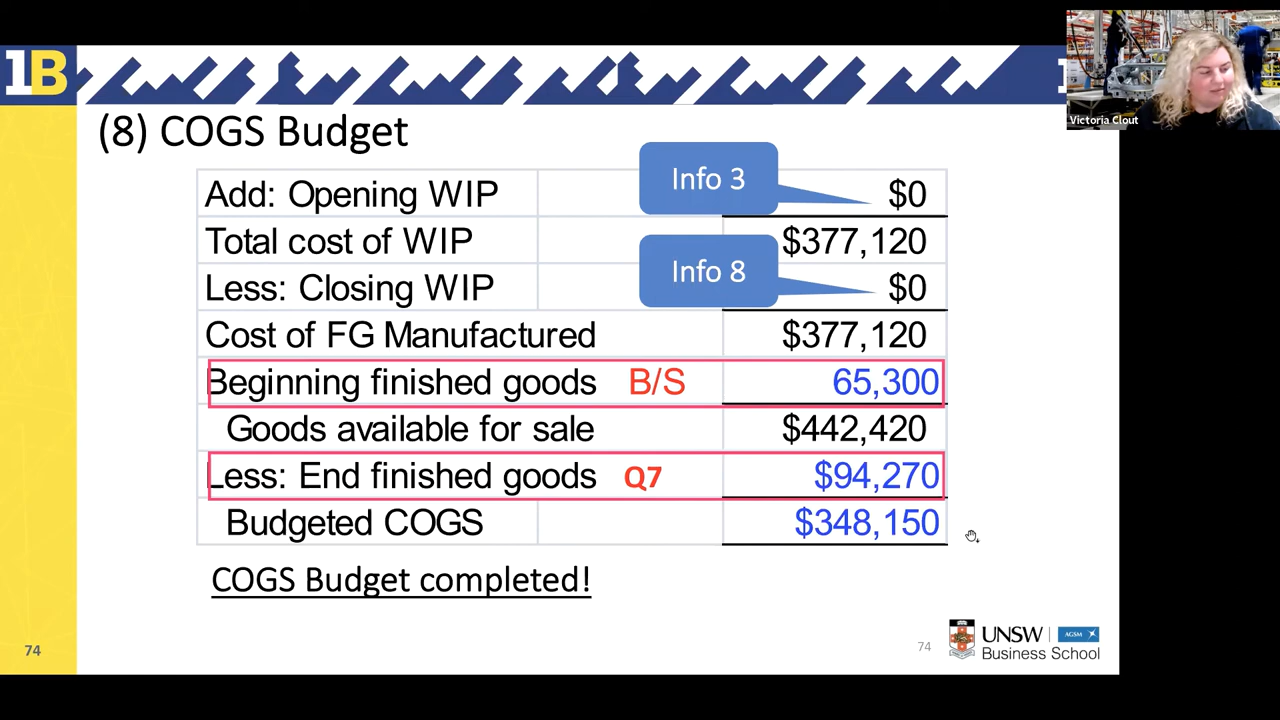 1B
1
Victoria Clout
(8) COGS Budget
Info 3
Add: Opening WIP $0
Total cost of WIP $377,120
Info 8
Less: Closing WIP $0
Cost of FG Manufactured $377,120
Beginning finished goods B/S 65,300
Goods available for sale $442,420
Less: End finished goods Q7 $94,270
Budgeted COGS $348,150
COGS Budget completed!
74
74
UNSW AGSM
Business School